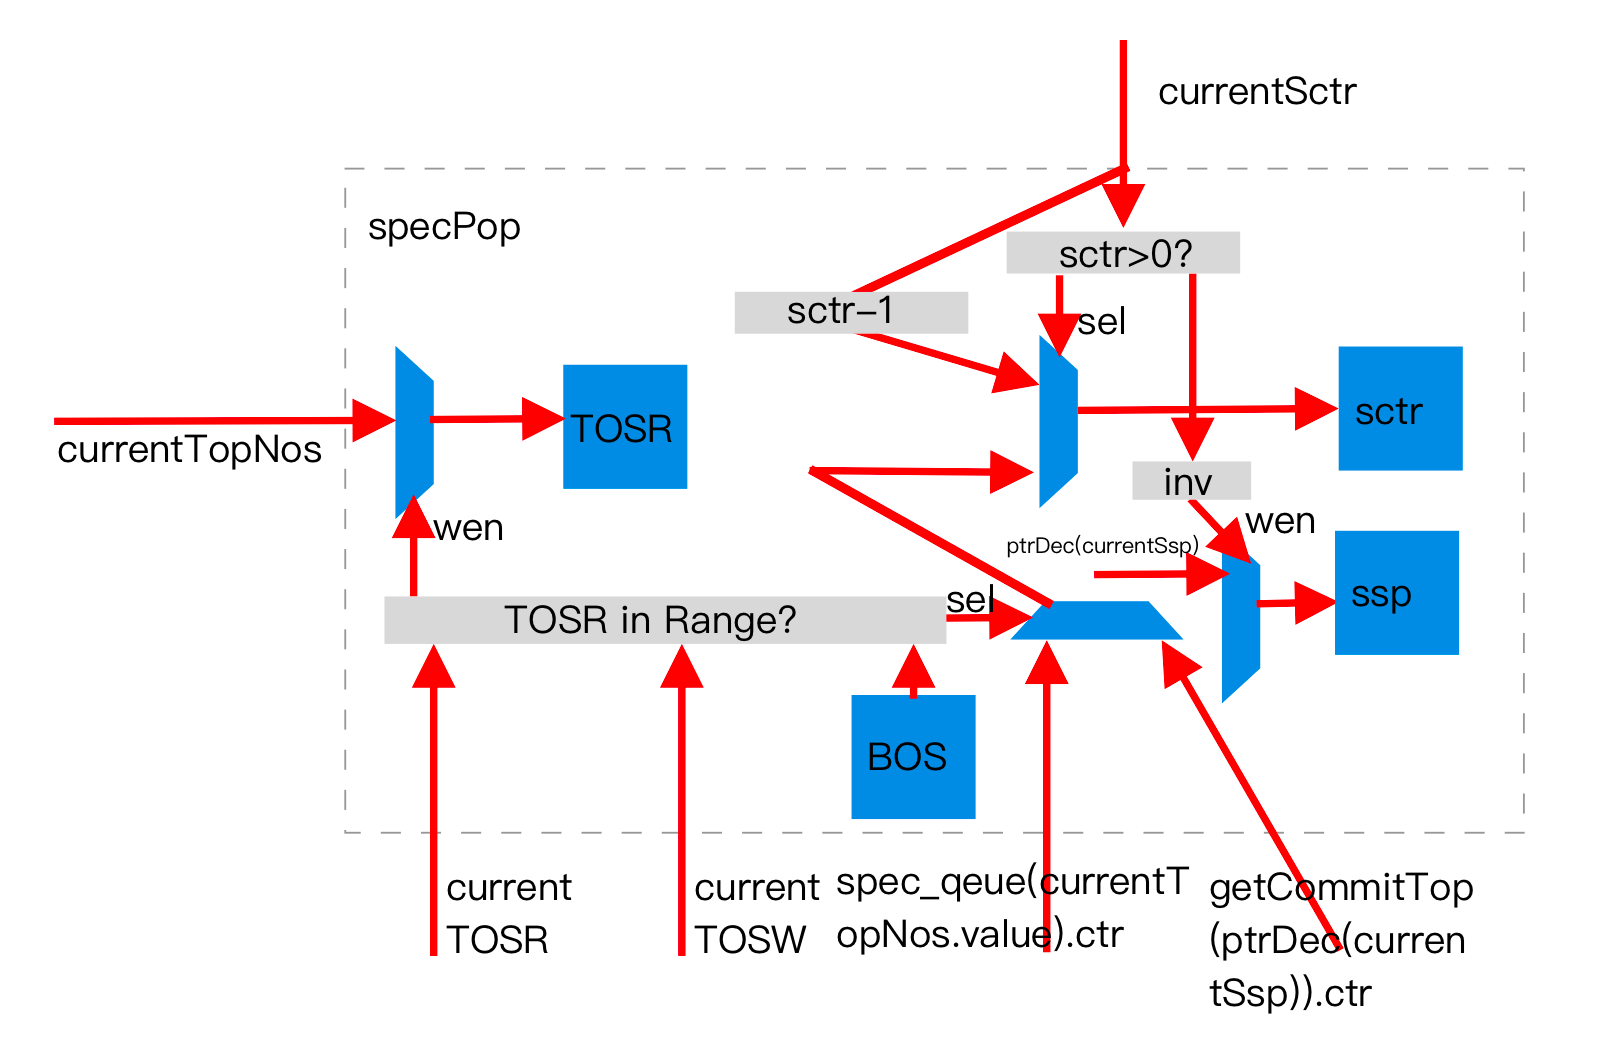 currentSctr
specPop
sctr>0?
sctr-1
sel
TOSR
sctr
currentTopNos
inv
wen
wen
ptrDec(currentSsp)
ssp
sel
TOSR in Range?
BOS
current
TOSR
current
TOSW
spec_qeue(currentT
opNos.value).ctr
getCommitTop
(ptrDec(curren
tSsp)).ctr